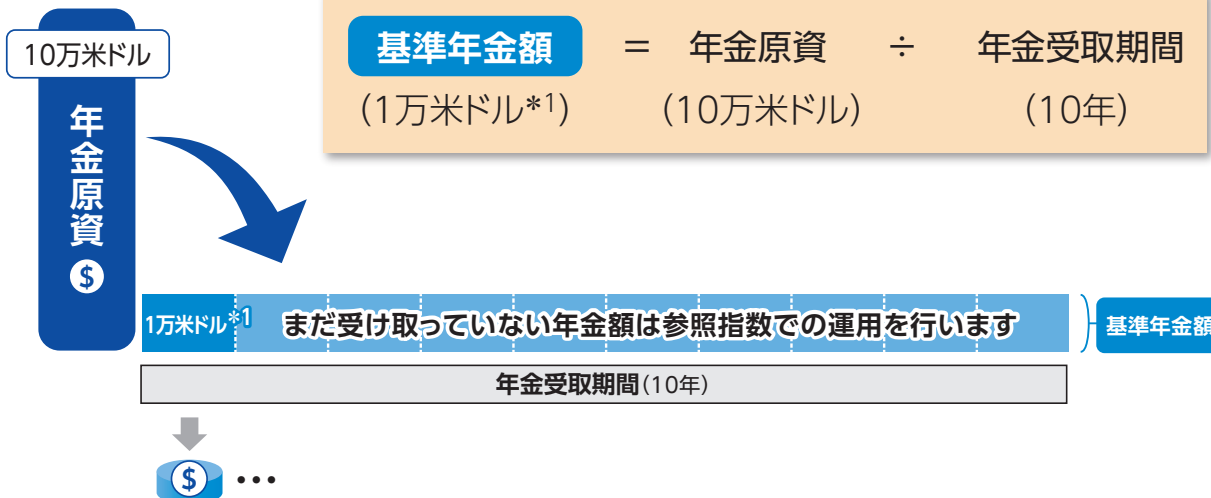 10万米ドル
年金原資
$
基準年金額 = 年金原資 ÷ 年金受取期間
(1万米ドル*1) (10万米ドル) (10年)
1万米ドル*1 まだ受け取っていない年金額は参照指数での運用を行います 基準年金額
年金受取期間(10年)
$ …